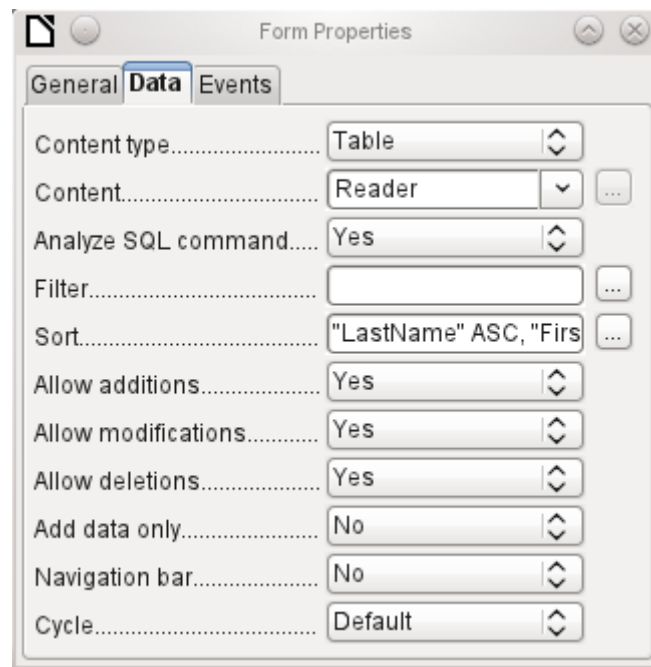 Form Properties
General Data Events
Content type........................ Table
Content................................. Reader ...
Analyze SQL command..... Yes
Filter..................................... ...
Sort...................................... "LastName" ASC, "Firs ...
Allow additions................... Yes
Allow modifications........... Yes
Allow deletions.................. Yes
Add data only..................... No
Navigation bar................... No
Cycle.................................... Default